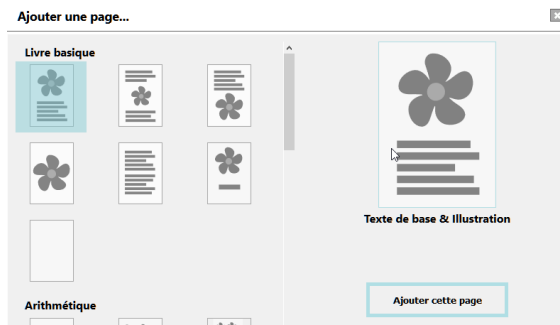 Ajouter une page...
Livre basique
Texte de base & Illustration
Ajouter cette page
Arithmétique